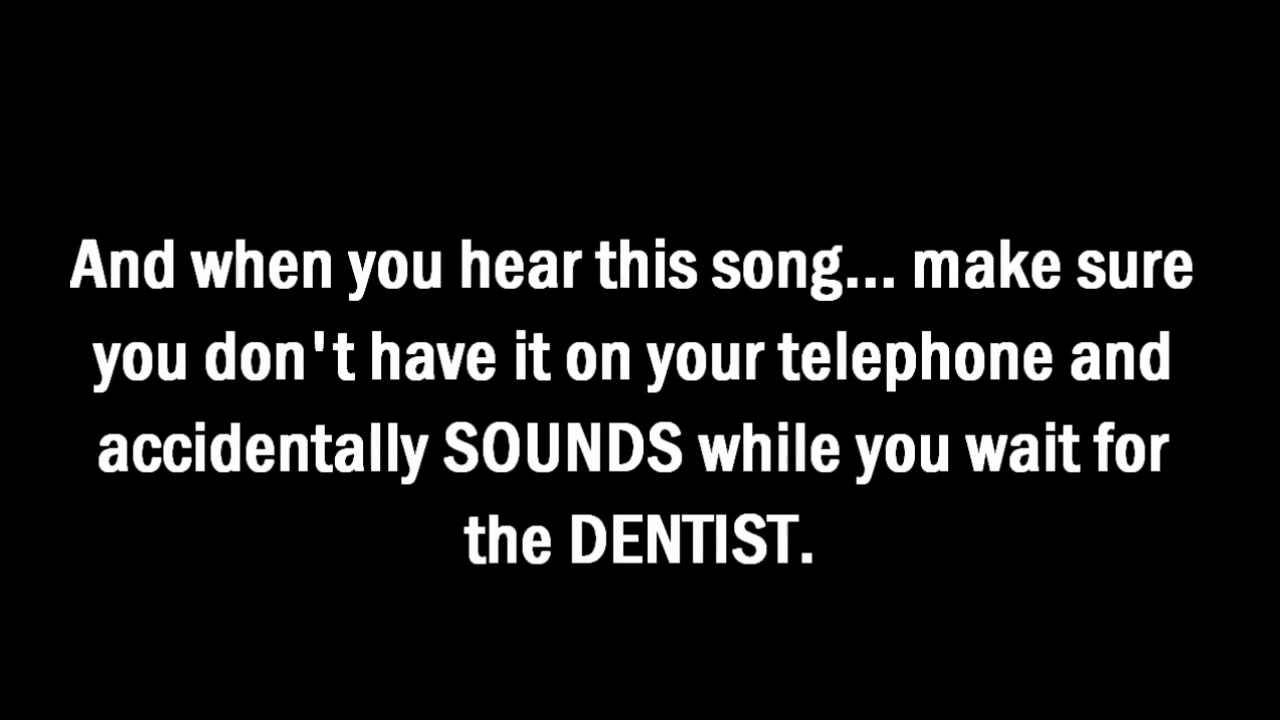 And when you hear this song... make sure
you don't have it on your telephone and
accidentally SOUNDS while you wait for
the DENTIST.